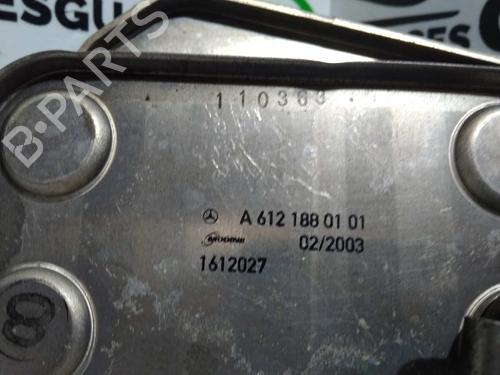 110363
A 612 188 01 01
MODINE 02/2003
1612027
8
B-PARTS